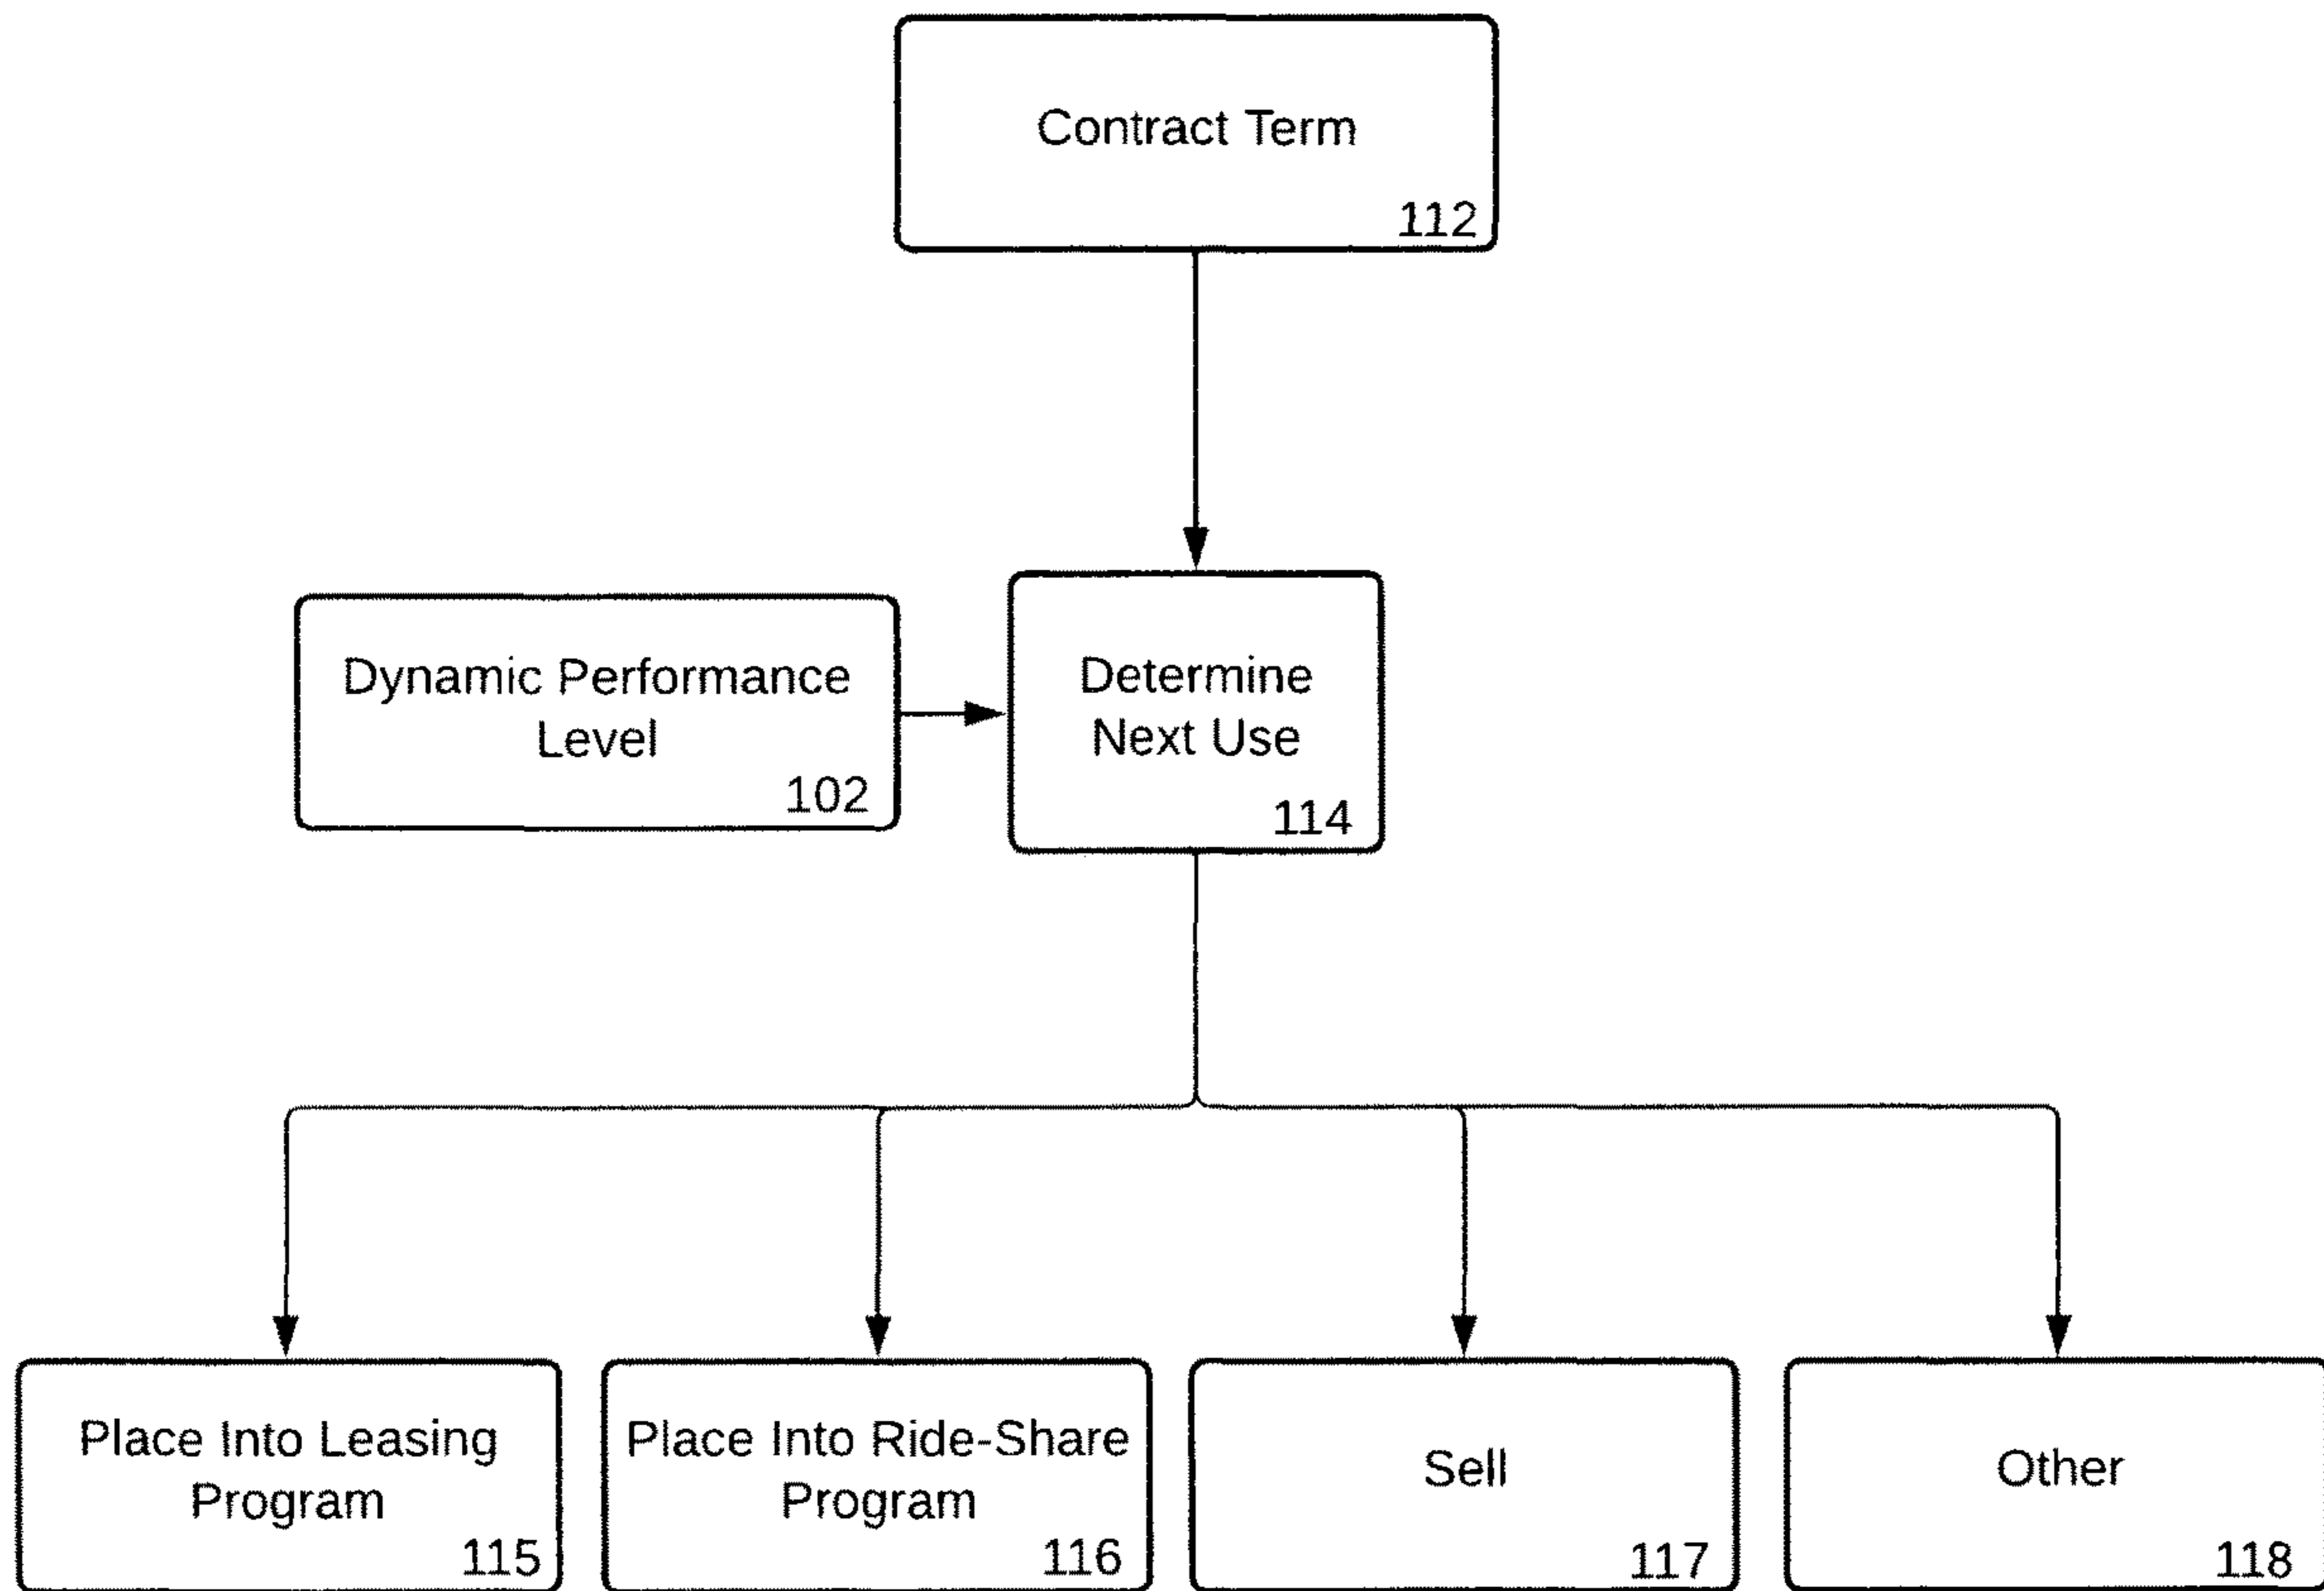 Contract Term
112
Dynamic Performance
Level
102
Determine
Next Use
114
Place Into Leasing
Program
115
Place Into Ride-Share
Program
116
Sell
117
Other
118